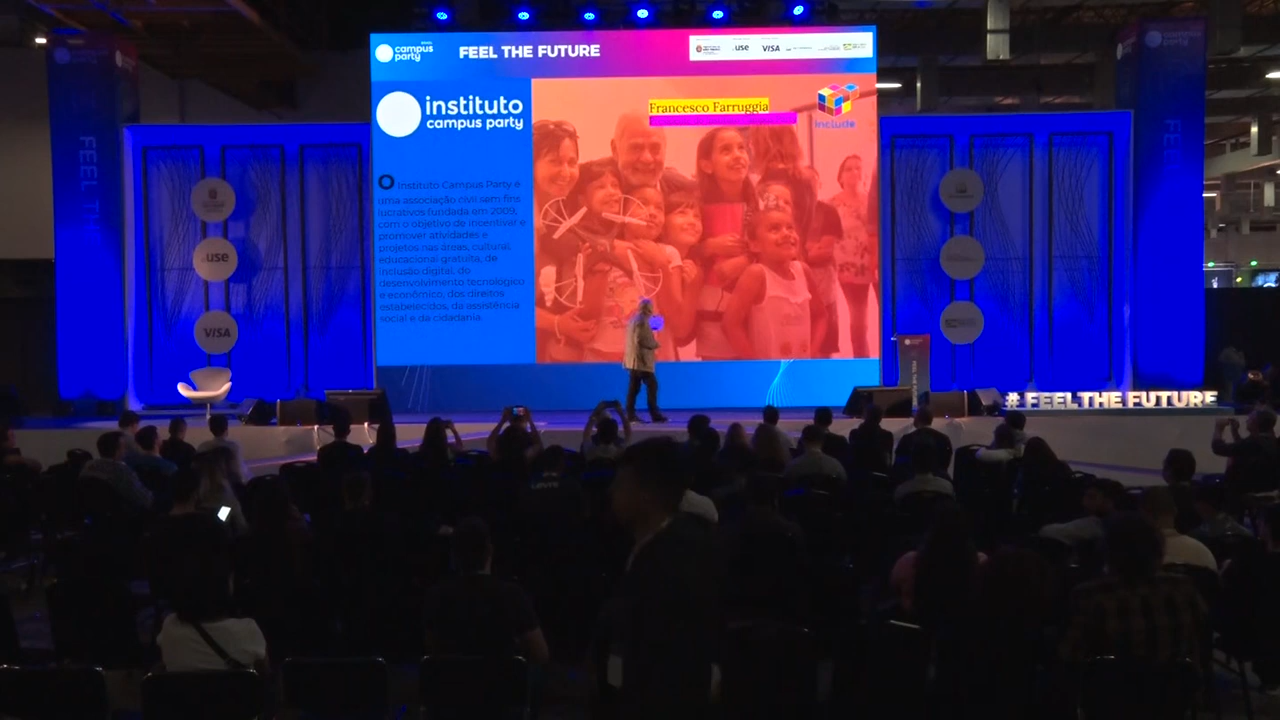 campus
party
FEEL THE FUTURE
.use
VISA
instituto
campus party
Francesco Farruggia
include
O Instituto Campus Party é
uma associação civil sem fins
lucrativos fundada em 2009,
com o objetivo de incentivar e
promover atividades e
projetos nas áreas, cultural,
educacional gratuita, de
inclusão digital, do
desenvolvimento tecnológico
e econômico, dos direitos
estabelecidos, da assistência
social e da cidadania.
FEEL
.use
VISA
FEEL
# FEEL THE FUTURE